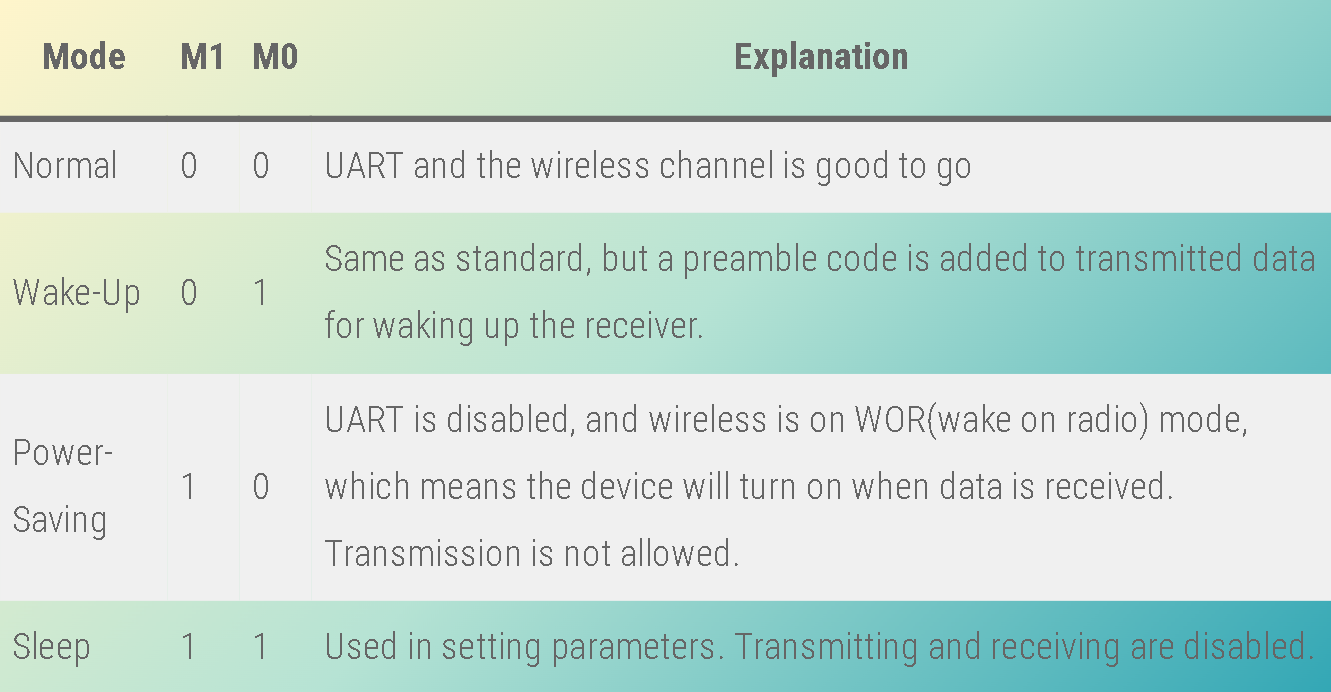 Mode M1 M0 Explanation
Normal 0 0 UART and the wireless channel is good to go
Wake-Up 0 1 Same as standard, but a preamble code is added to transmitted data
for waking up the receiver.
Power-
Saving 1 0 UART is disabled, and wireless is on WOR(wake on radio) mode,
which means the device will turn on when data is received.
Transmission is not allowed.
Sleep 1 1 Used in setting parameters. Transmitting and receiving are disabled.